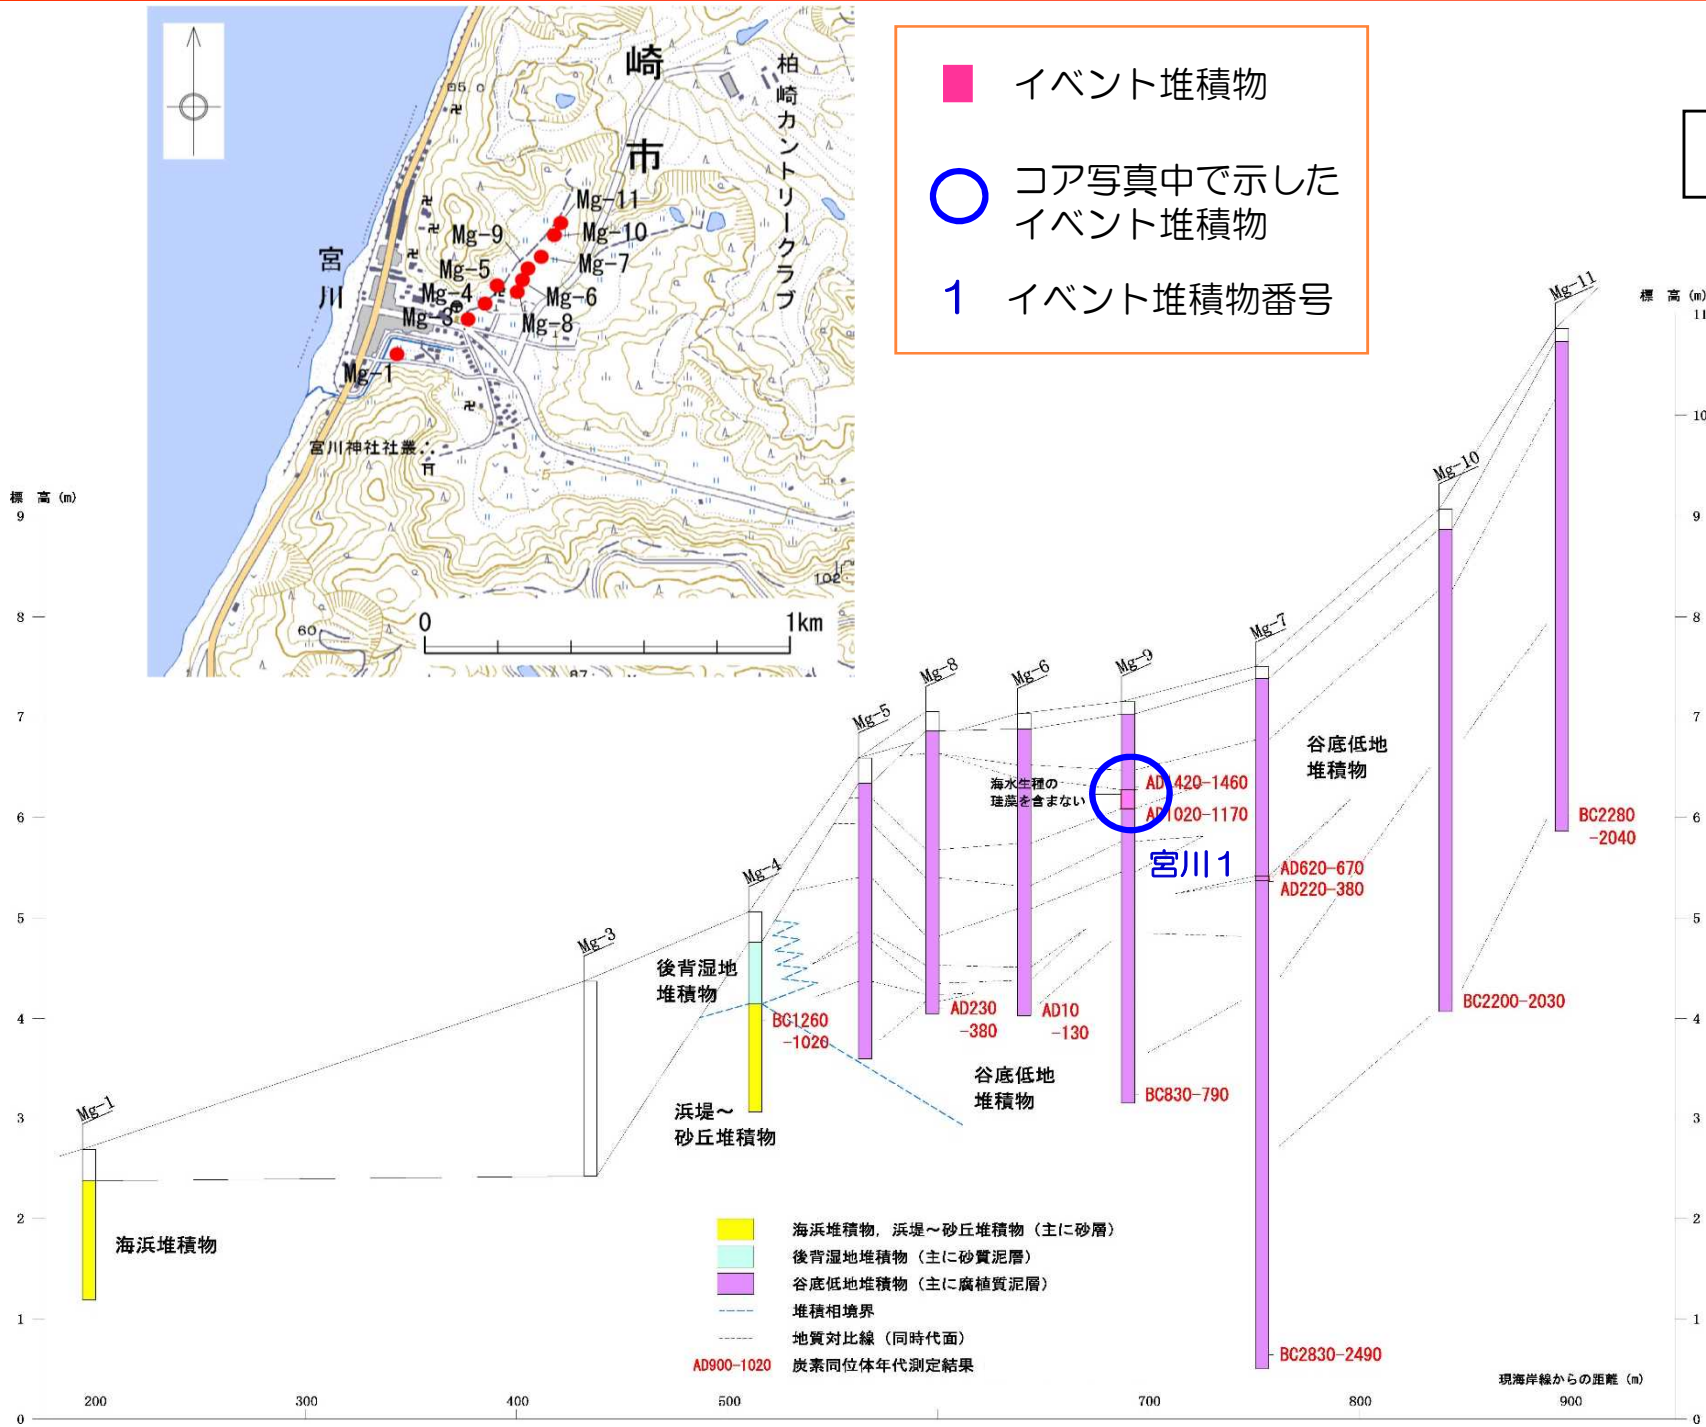 崎
市
柏崎カントリークラブ
宮川
Mg-11
Mg-9
Mg-10
Mg-5
Mg-7
Mg-4
Mg-6
Mg-3
Mg-8
Mg-1
宮川神社社叢
5
60
102
87
0
1km
イベント堆積物
コア写真中で示した
イベント堆積物
1 イベント堆積物番号
標 高 (m)
9
8
7
6
5
4
3
2
1
0
標 高 (m)
11
10
9
8
7
6
5
4
3
2
1
0
Mg-1
Mg-3
Mg-4
Mg-5
Mg-8
Mg-6
Mg-9
Mg-7
Mg-10
Mg-11
海水生種の
珪藻を含まない
AD1420-1460
AD1020-1170
宮川1
谷底低地
堆積物
AD620-670
AD220-380
BC2280
-2040
BC2200-2030
後背湿地
堆積物
BC1260
-1020
AD230
-380
AD10
-130
谷底低地
堆積物
BC830-790
浜堤～
砂丘堆積物
海浜堆積物
BC2830-2490
海浜堆積物，浜堤～砂丘堆積物（主に砂層）
後背湿地堆積物（主に砂質泥層）
谷底低地堆積物（主に腐植質泥層）
堆積相境界
地質対比線（同時代面）
AD900-1020 炭素同位体年代測定結果
現海岸線からの距離 (m)
200 300 400 500 700 800 900